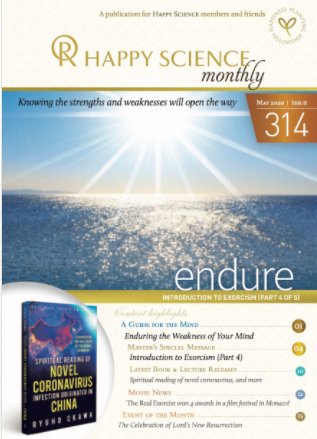 A publication for HAPPY SCIENCE members and friends
HAPPINESS PLANTING FELLOWSHIP
R HAPPY SCIENCE
monthly
Knowing the strengths and weaknesses will open the way
MAY 2020 | ISSUE
314
endure
INTRODUCTION TO EXORCISM (PART 4 OF 5)
Content highlights
A GUIDE FOR THE MIND
Enduring the Weakness of Your Mind
MASTER'S SPECIAL MESSAGE
Introduction to Exorcism (Part 4)
LATEST BOOK & LECTURE RELEASES
Spiritual reading of novel coronavirus, and more
MOVIE NEWS
The Real Exorcist won 4 awards in a film festival in Monaco!
EVENT OF THE MONTH
The Celebration of Lord's New Resurrection
SPIRITUAL READING OF
NOVEL
CORONAVIRUS
INFECTION ORIGINATED IN
CHINA
RYUHO OKAWA